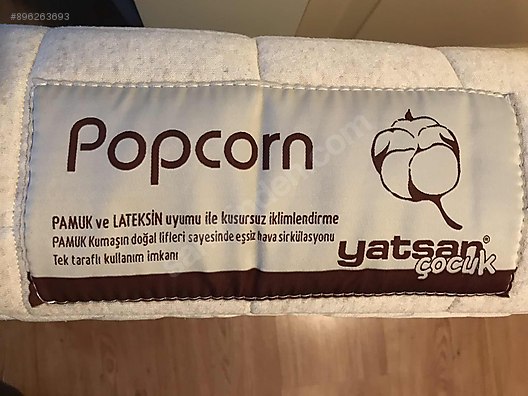 #896263693
Popcorn
PAMUK ve LATEKSİN uyumu ile kusursuz iklimlendirme
PAMUK Kumaşın doğal lifleri sayesinde eşsiz hava sirkülasyonu
Tek taraflı kullanım imkanı
yatsan®
çocuk